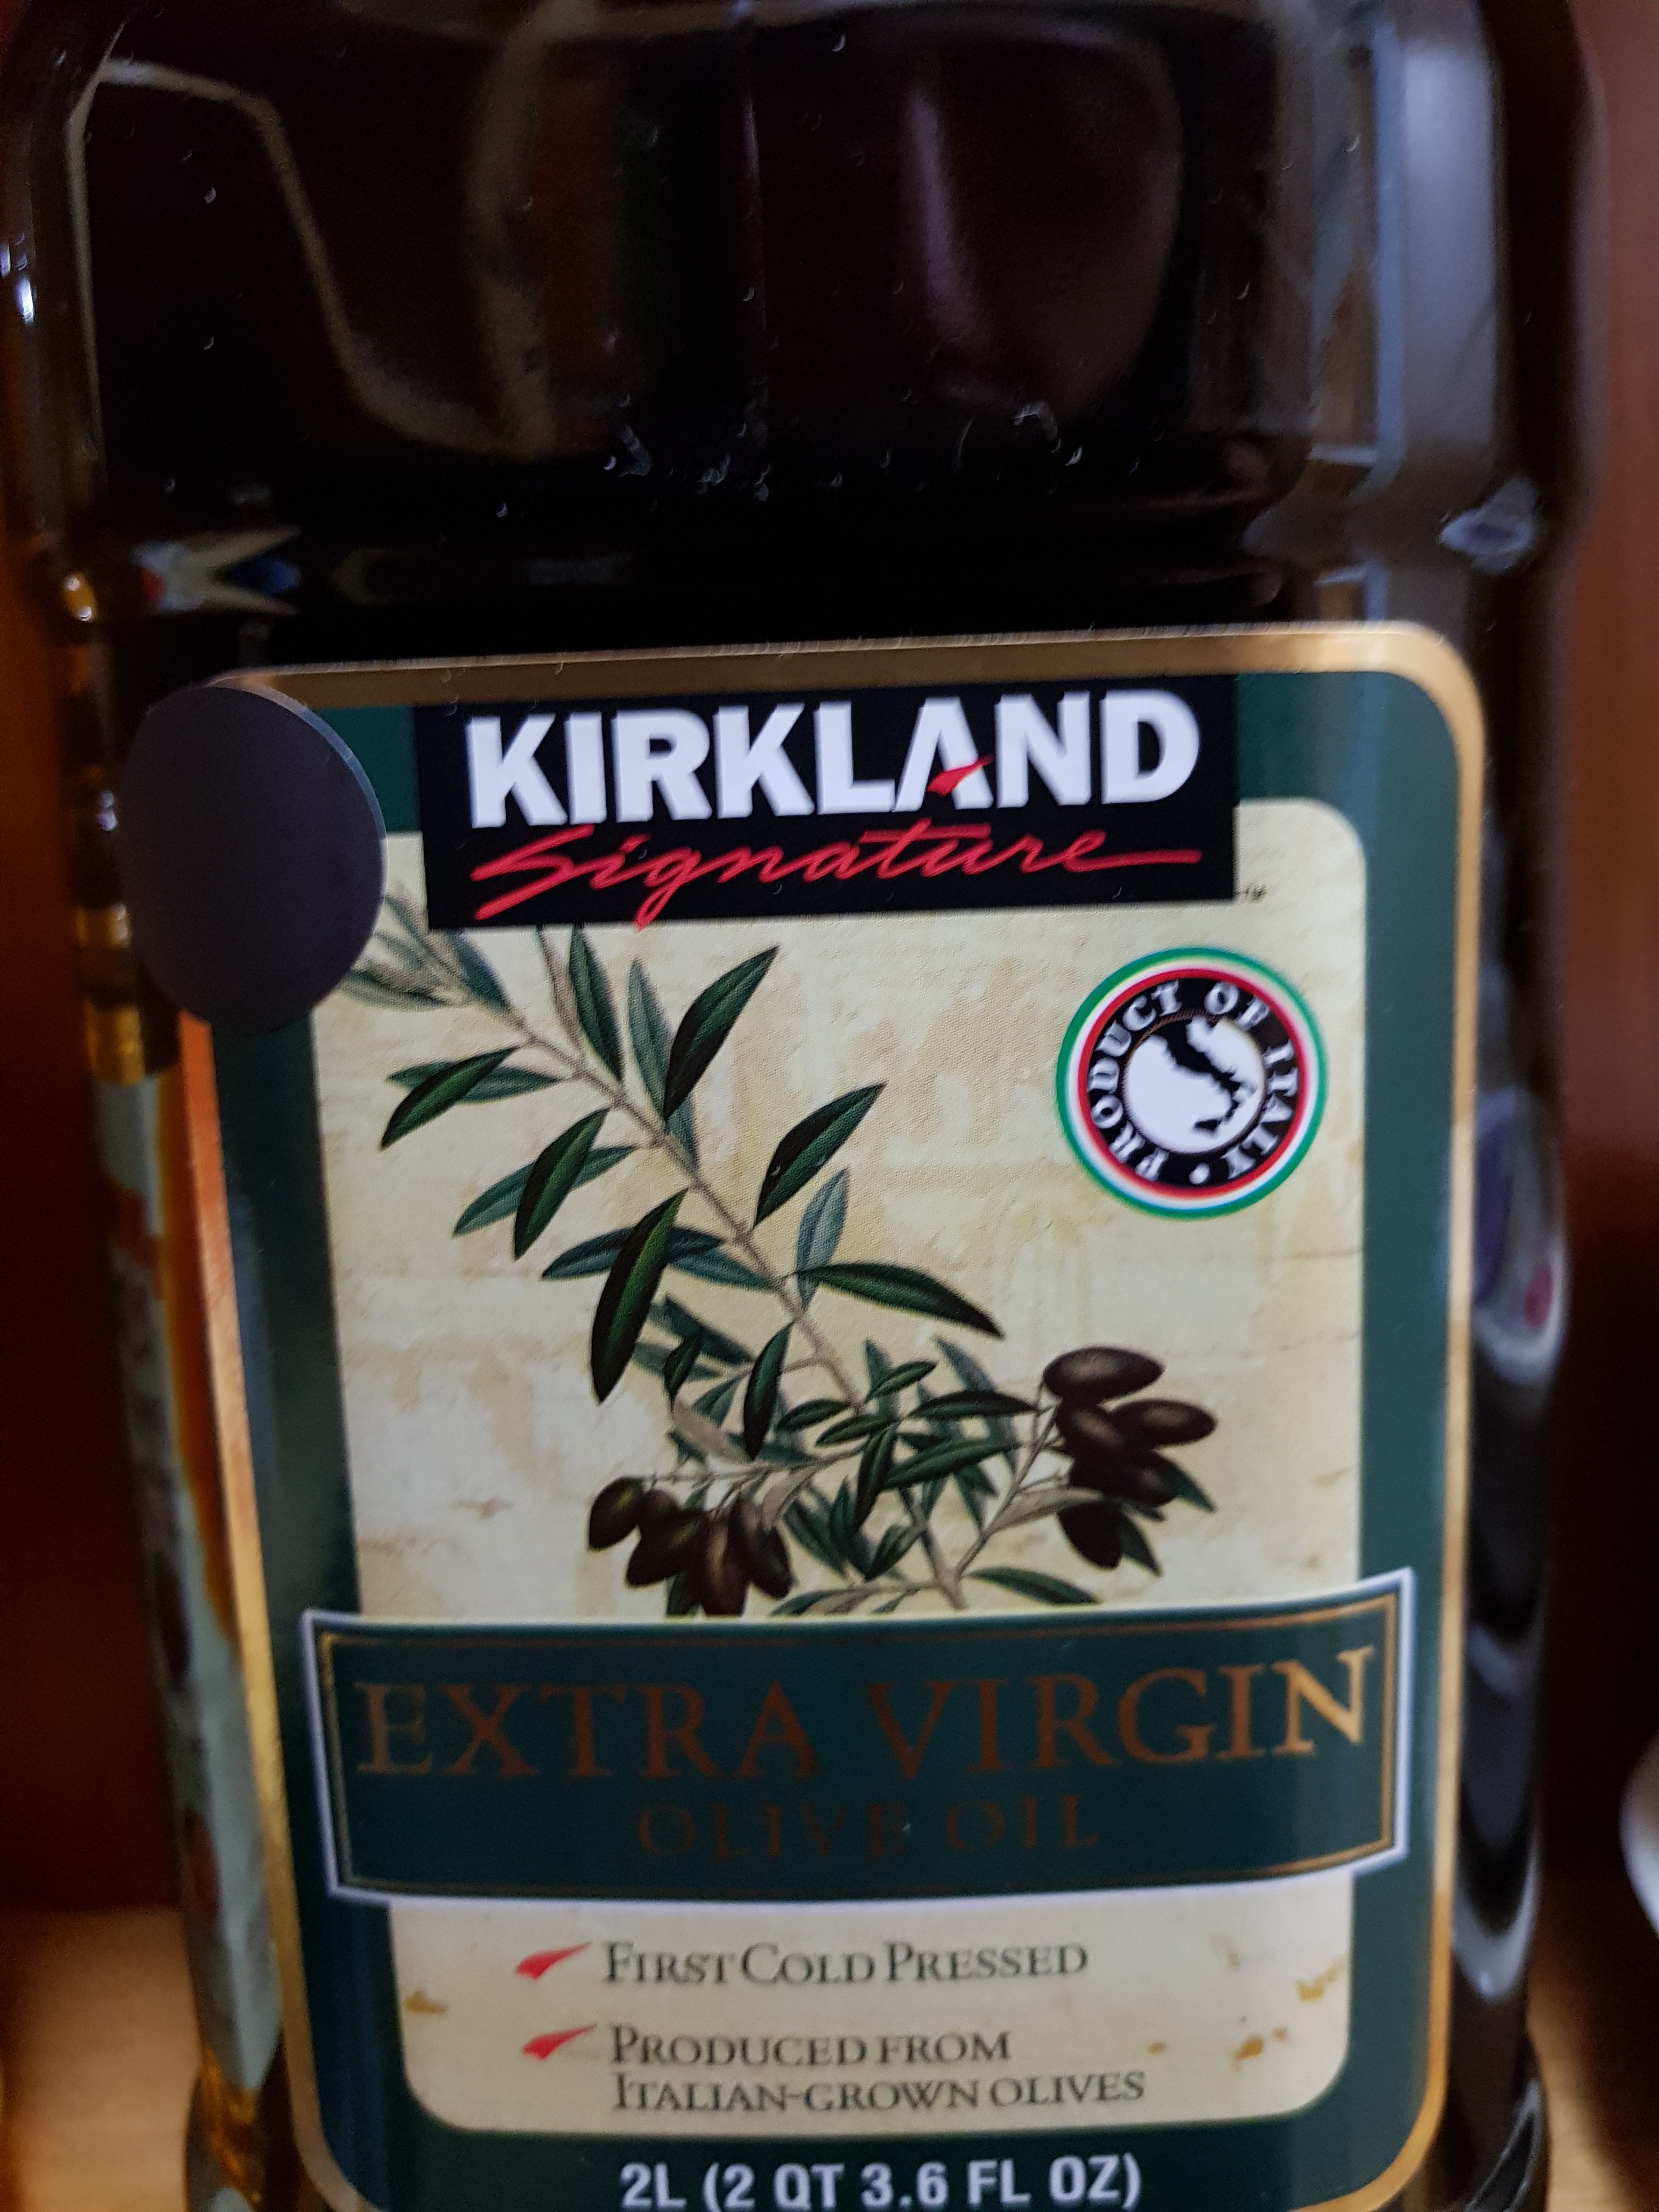 KIRKLAND
Signature™
PRODUCT OF ITALY •
EXTRA VIRGIN
OLIVE OIL
FIRST COLD PRESSED
PRODUCED FROM
ITALIAN-GROWN OLIVES
2L (2 QT 3.6 FL OZ)